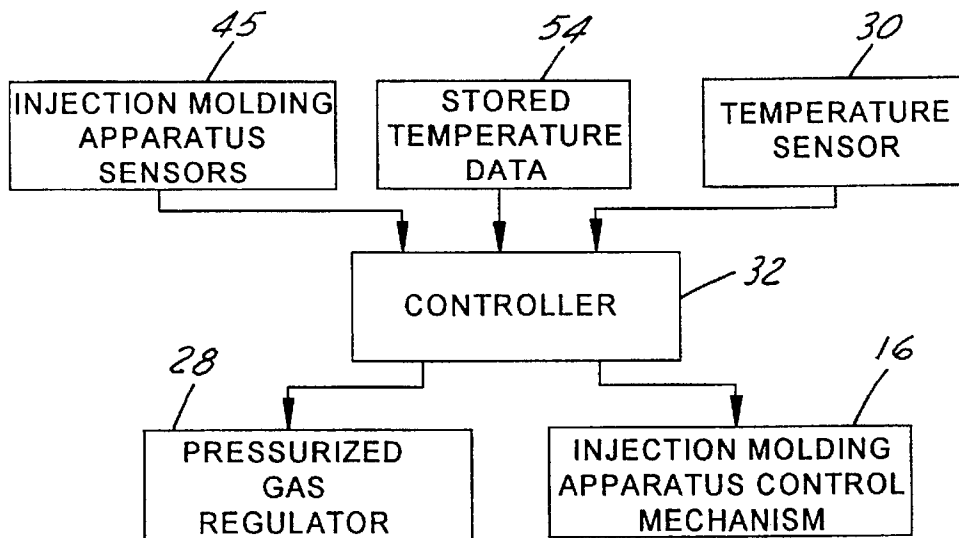 45
54
30
INJECTION MOLDING
APPARATUS
SENSORS
STORED
TEMPERATURE
DATA
TEMPERATURE
SENSOR
CONTROLLER
32
28
16
PRESSURIZED
GAS
REGULATOR
INJECTION MOLDING
APPARATUS CONTROL
MECHANISM